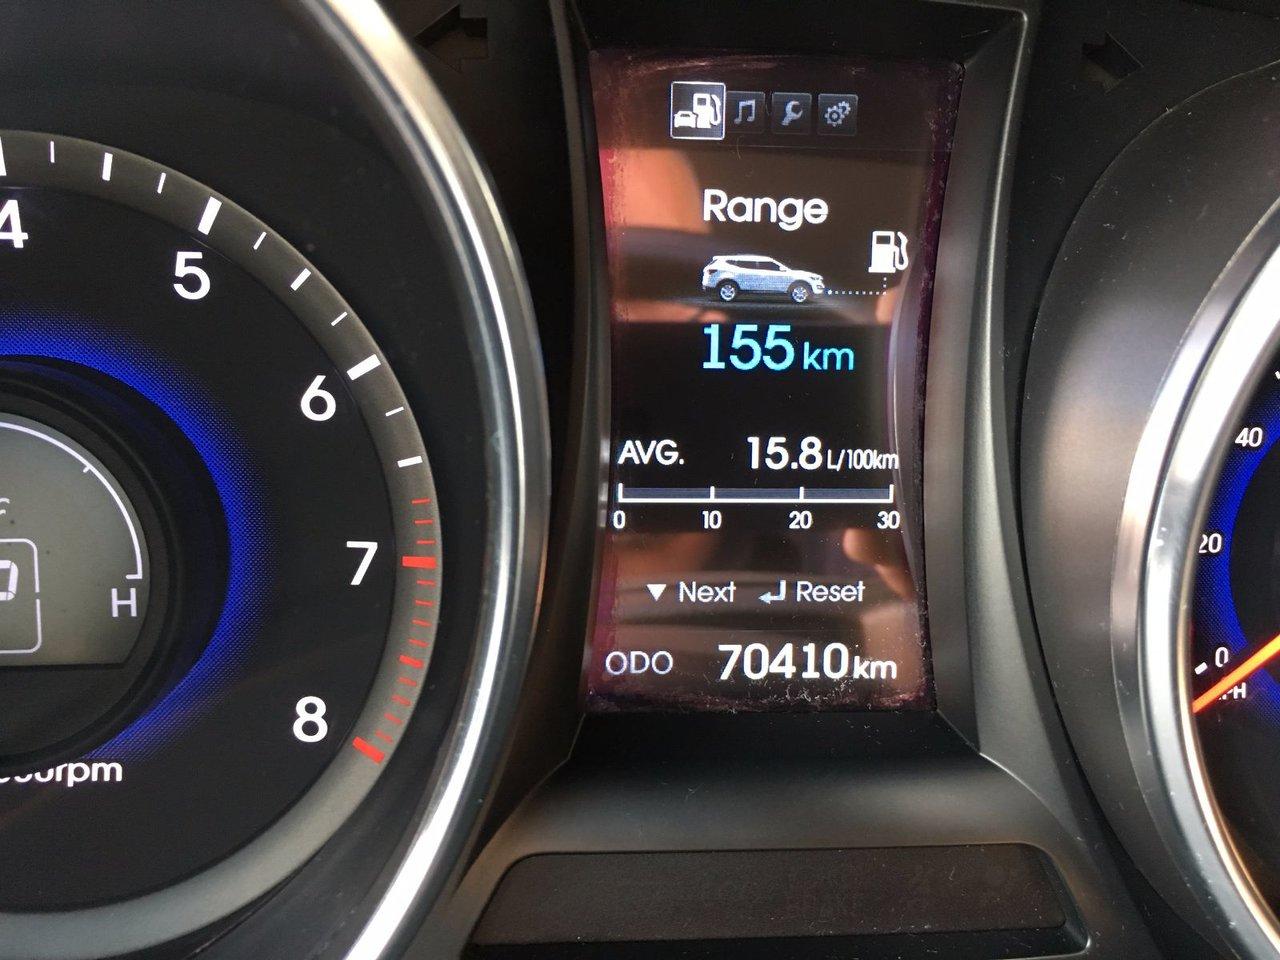 Range
155 km
AVG. 15.8 L/100km
0 10 20 30
▼ Next ↵ Reset
ODO 70410 km
4
5
6
7
8
H
rpm
40
20
0